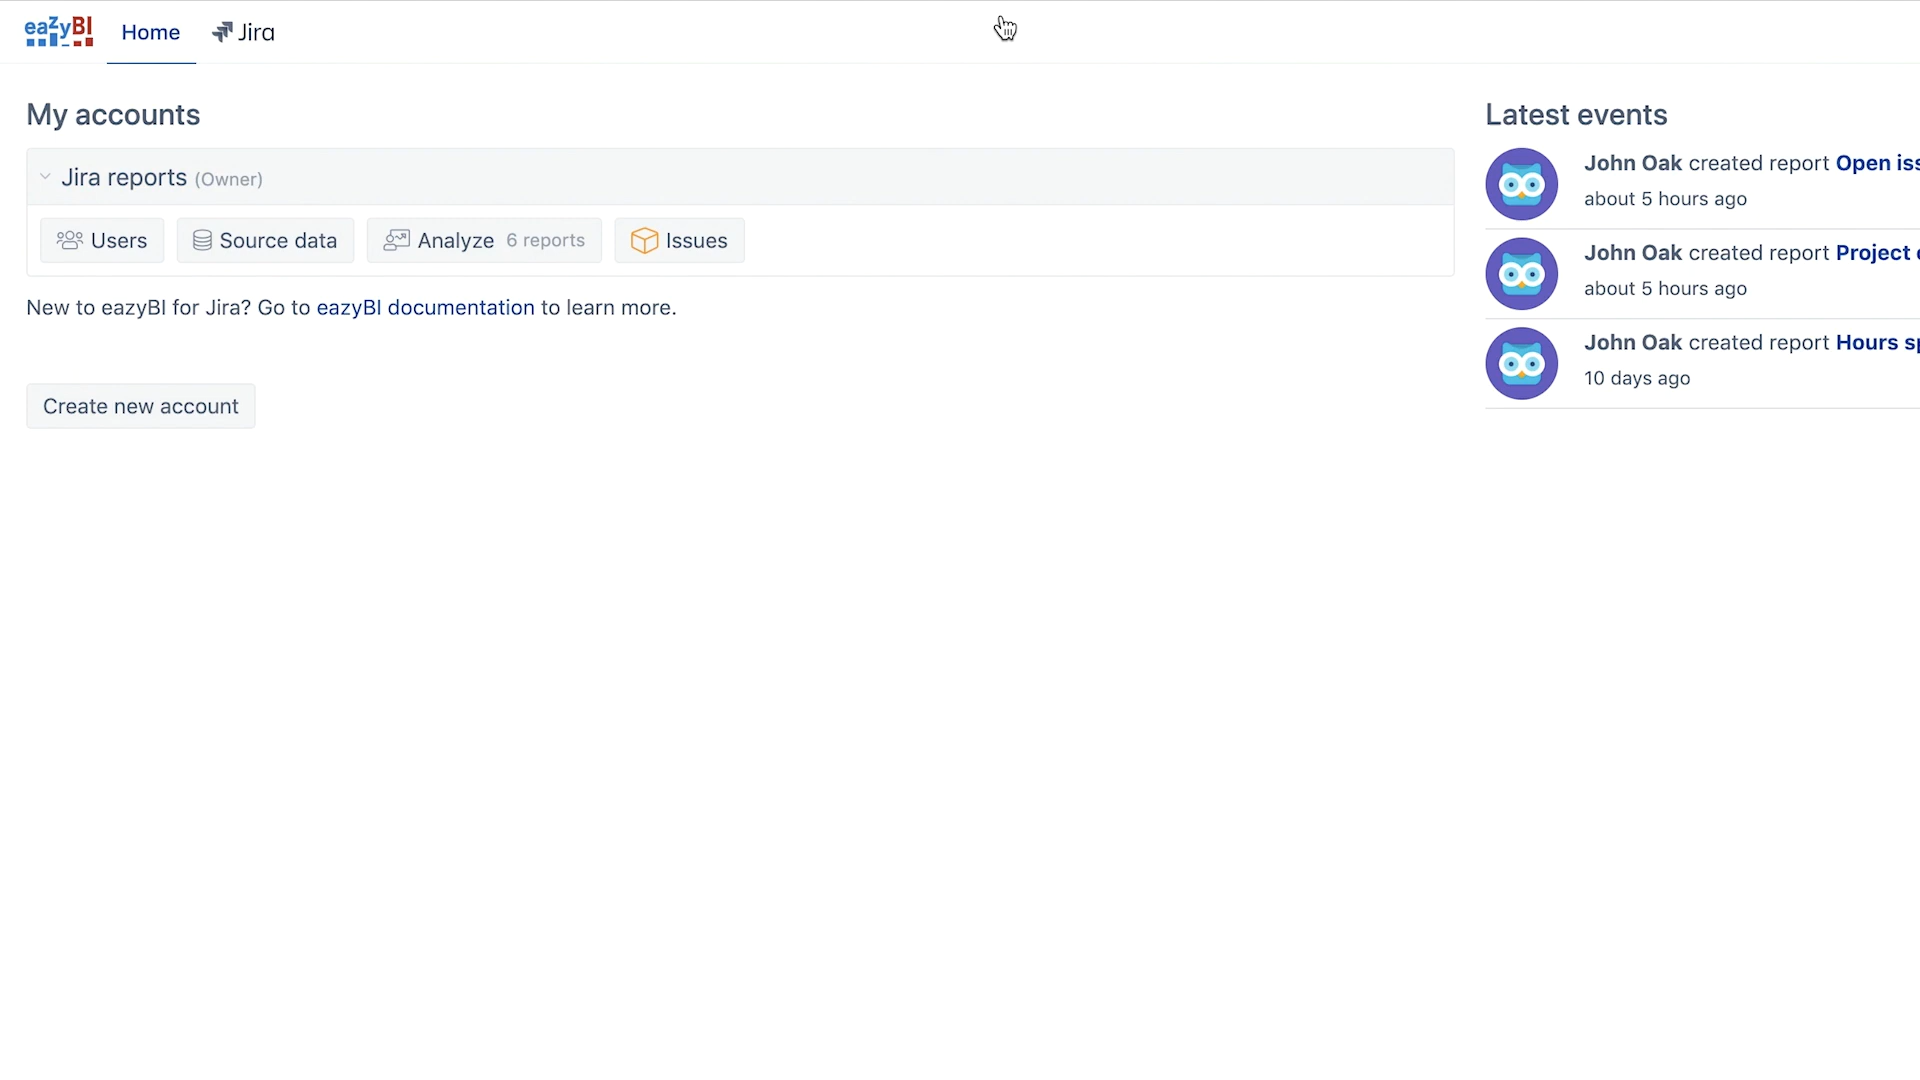 eazyBI Home Jira
My accounts
Jira reports (Owner)
Users Source data Analyze 6 reports Issues
New to eazyBI for Jira? Go to eazyBI documentation to learn more.
Create new account
Latest events
John Oak created report Open
about 5 hours ago
John Oak created report Project
about 5 hours ago
John Oak created report Hours
10 days ago